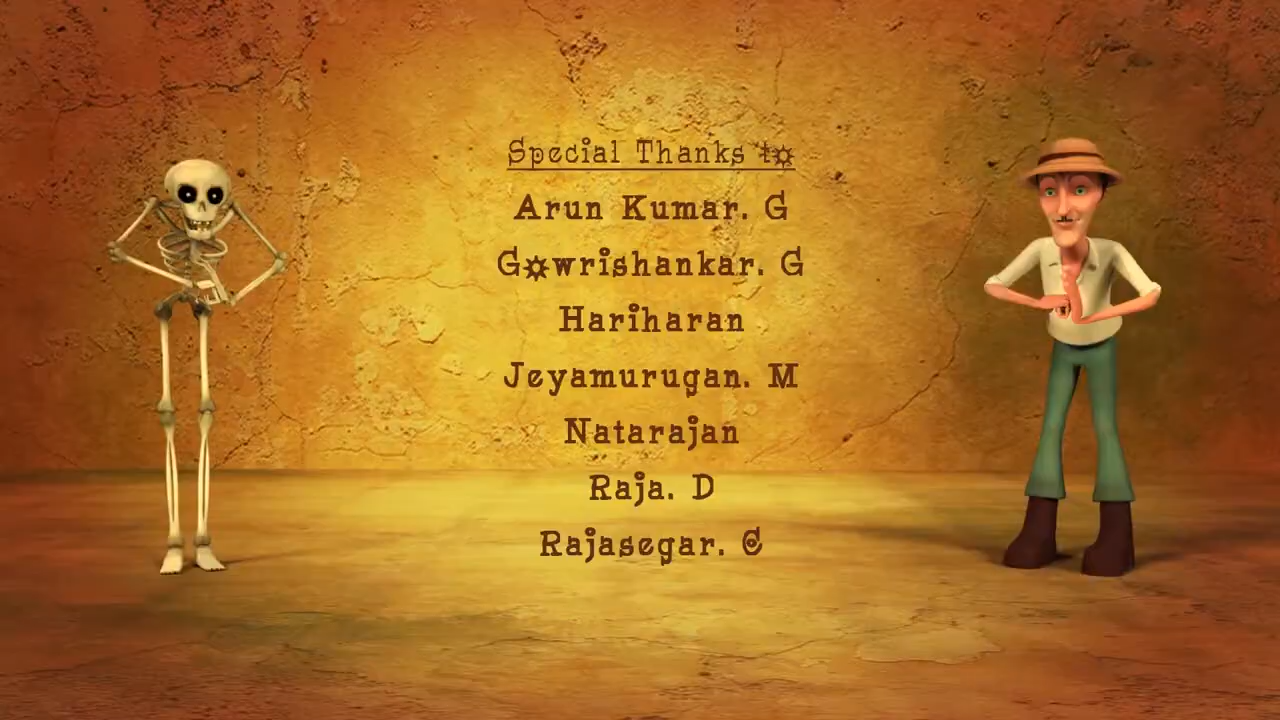 Special Thanks to
Arun Kumar. G
Gowrishankar. G
Hariharan
Jeyamurugan. M
Natarajan
Raja. D
Rajasegar. C